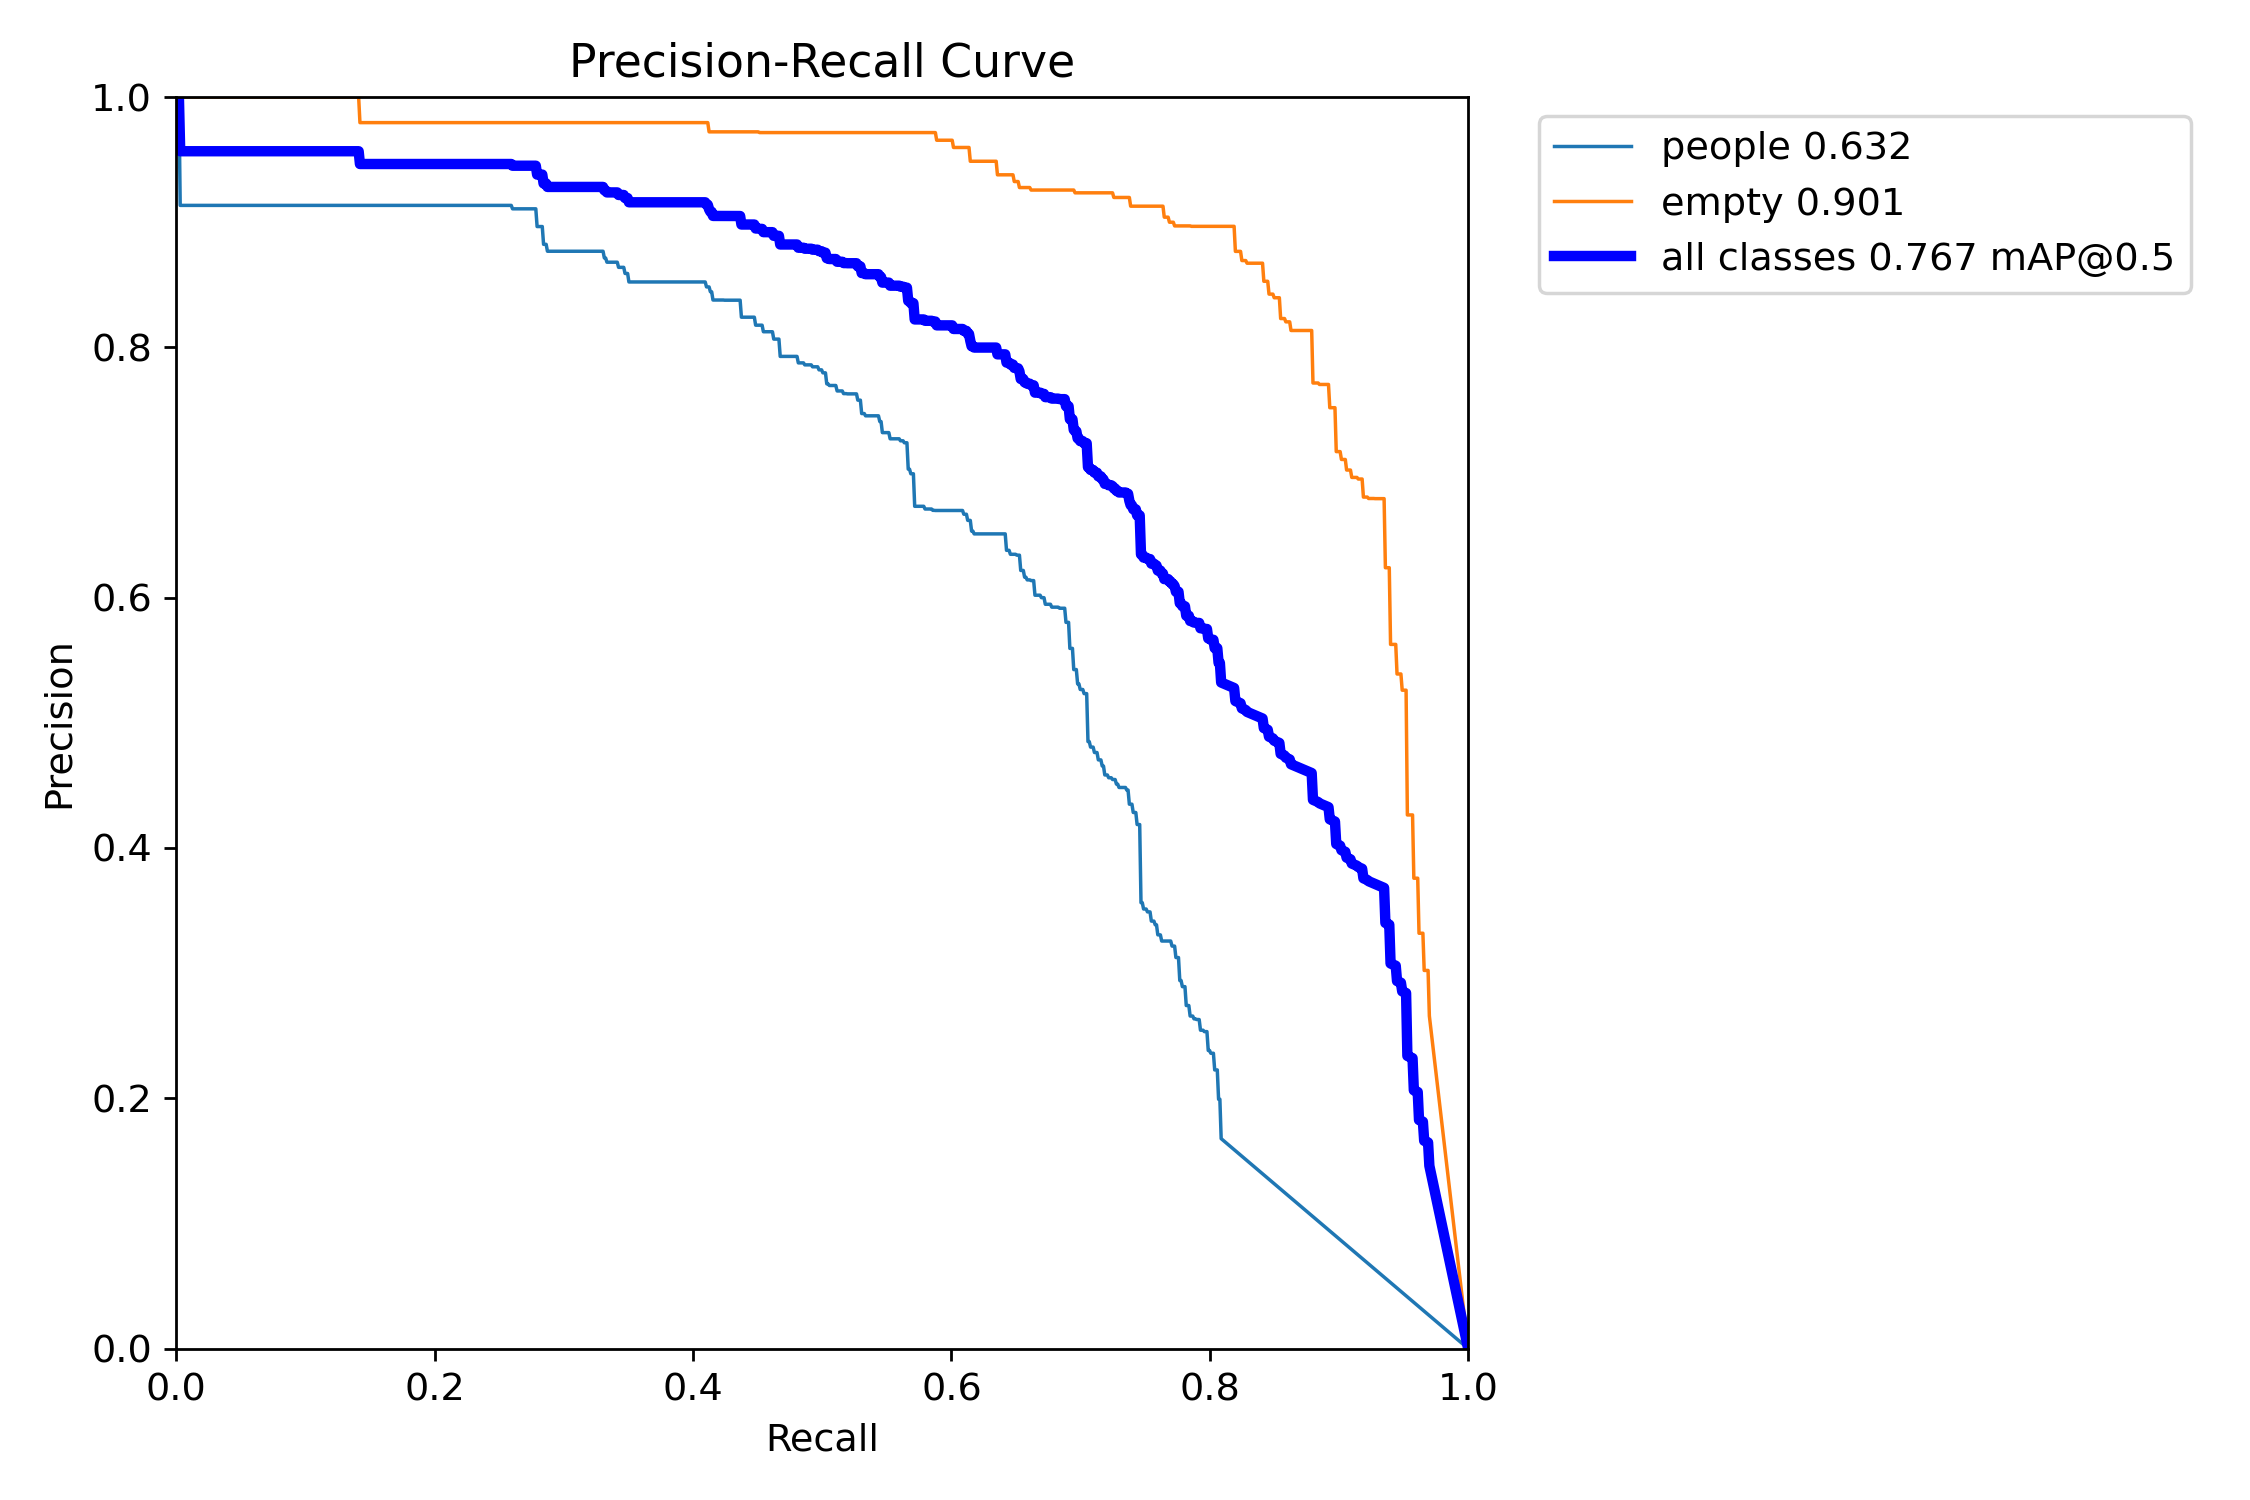 Precision-Recall Curve
1.0
0.8
0.6
0.4
0.2
0.0
Precision
0.0 0.2 0.4 0.6 0.8 1.0
Recall
people 0.632
empty 0.901
all classes 0.767 mAP@0.5